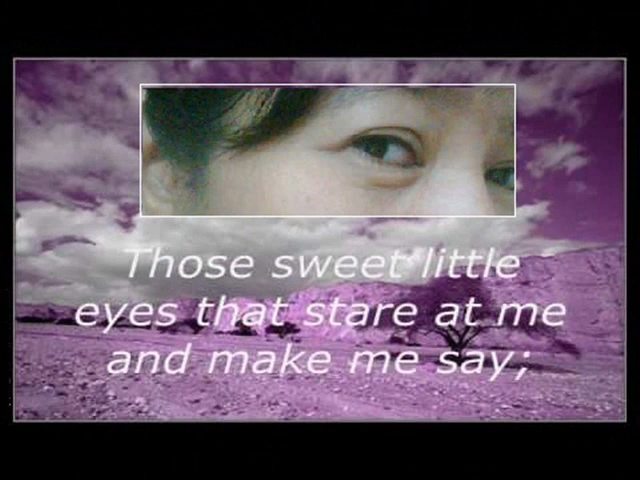 Those sweet little
eyes that stare at me
and make me say;